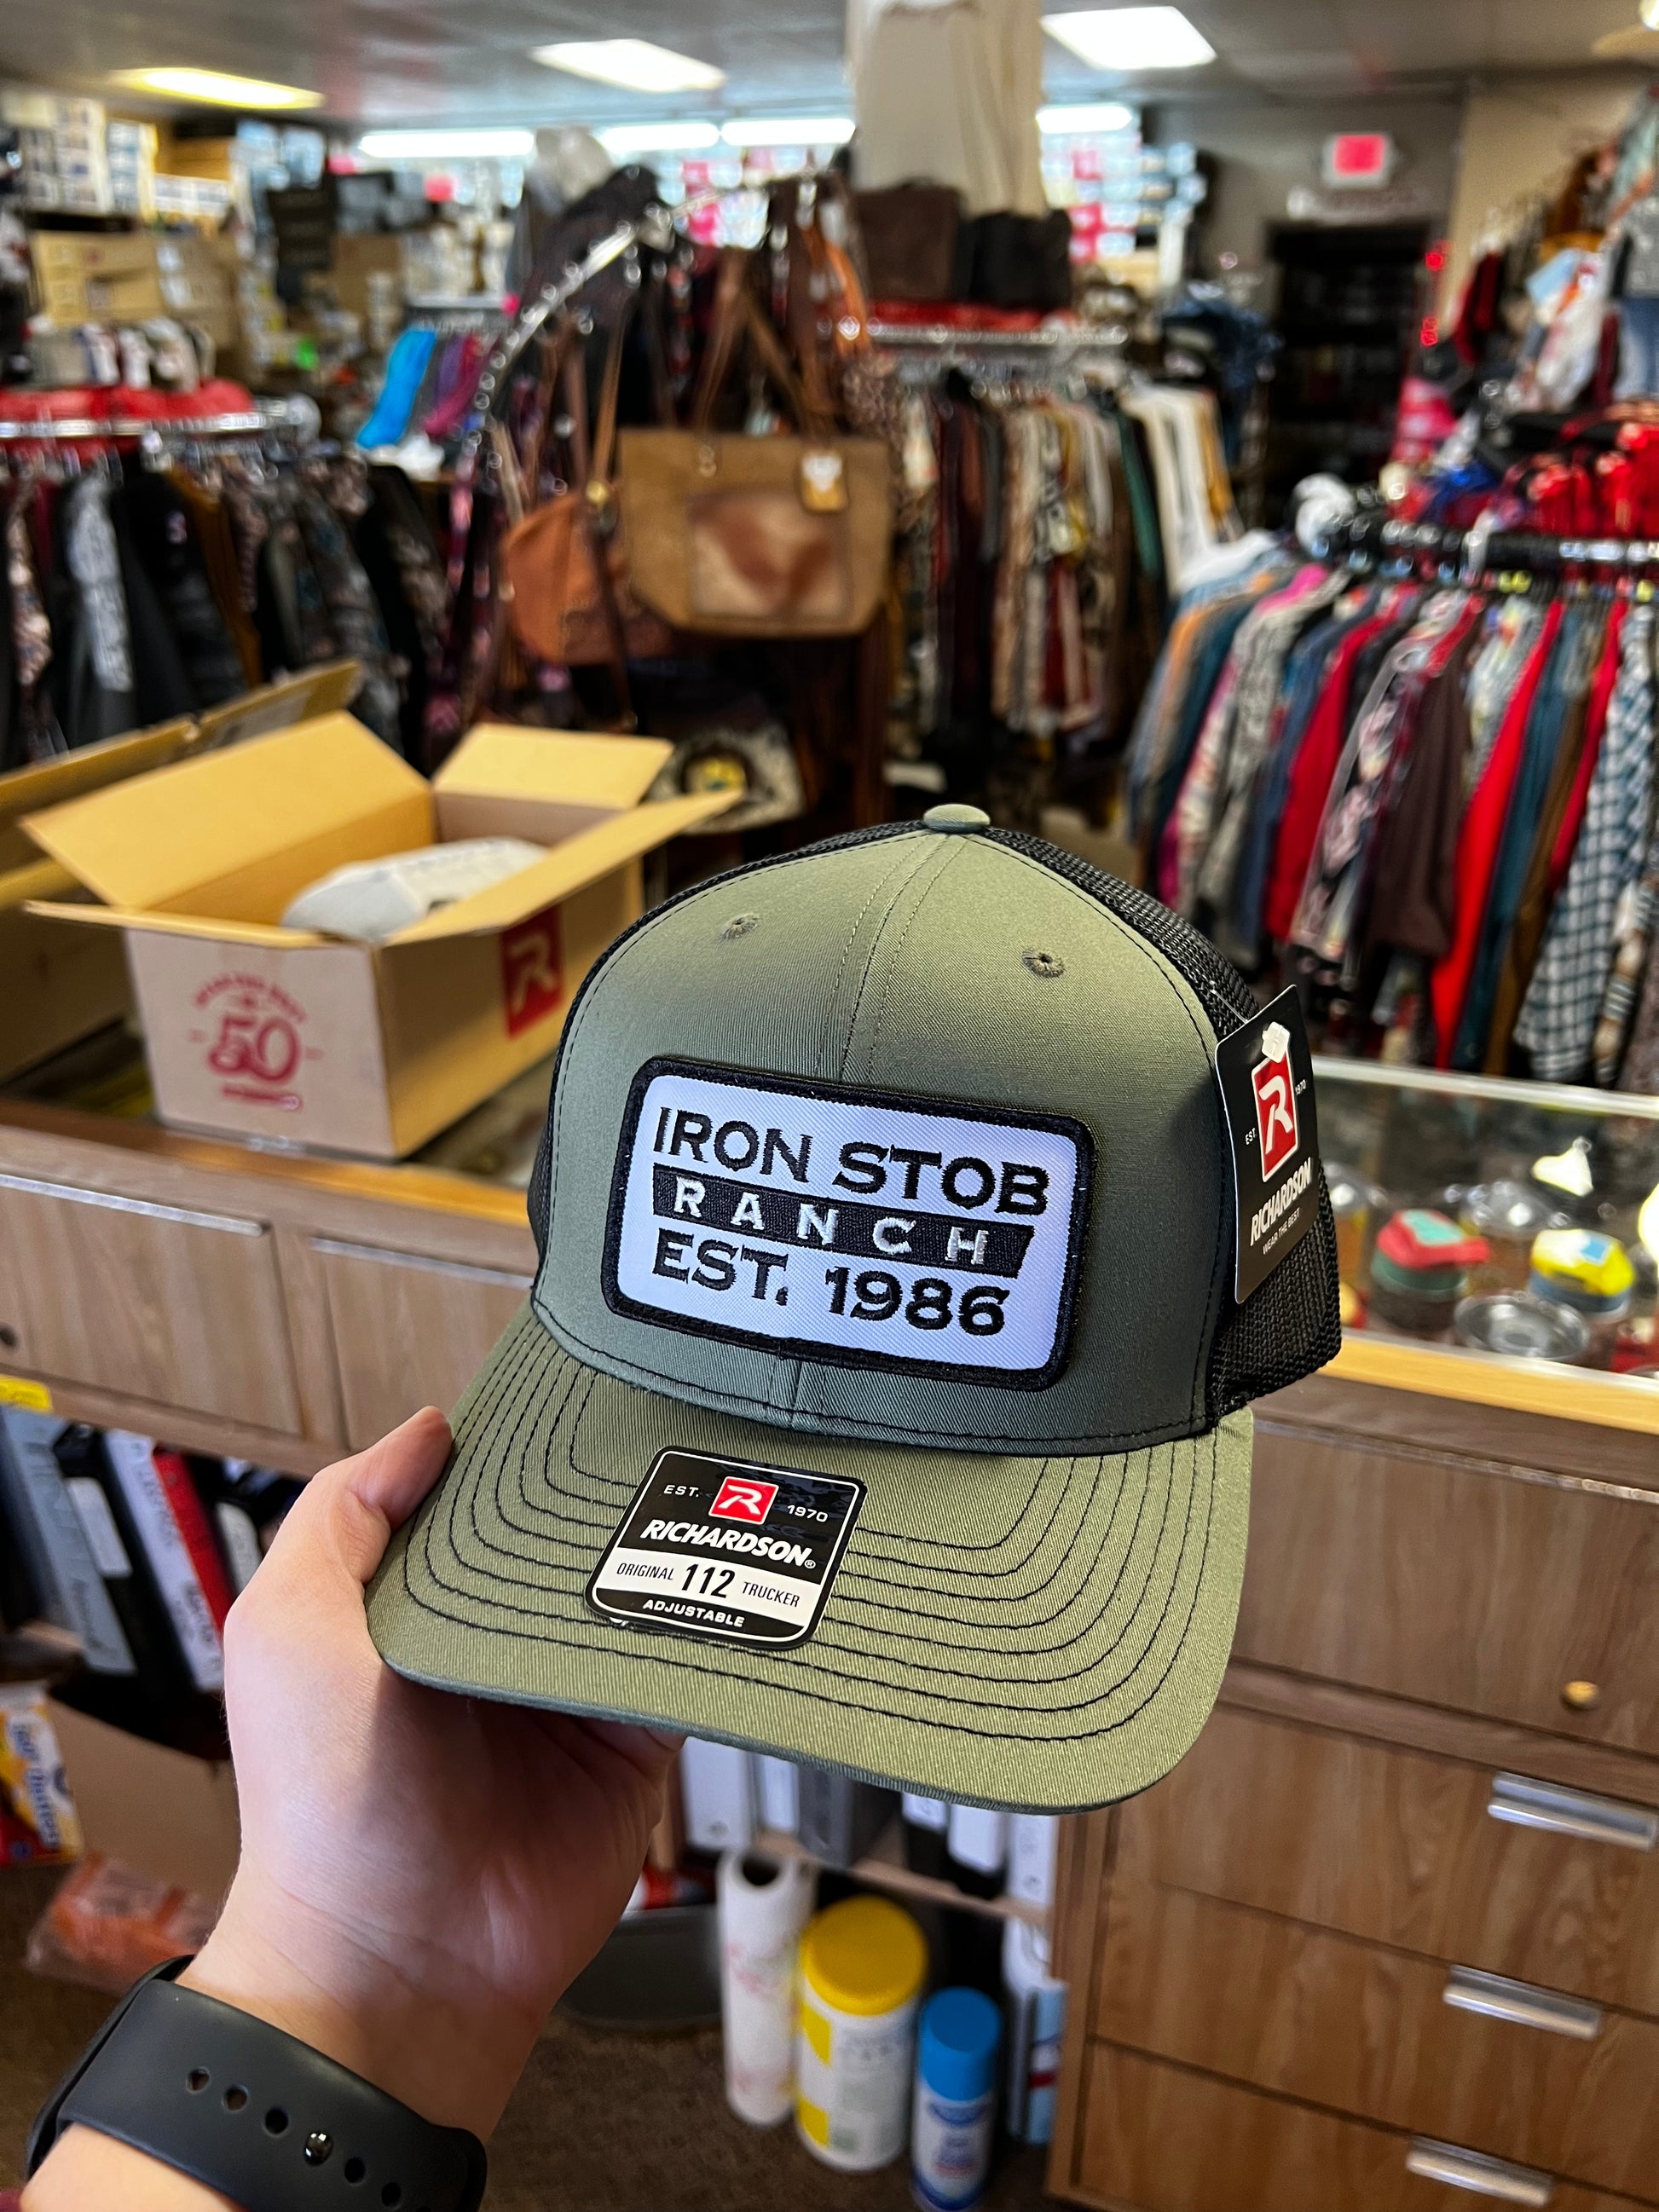 50
IRON STOB
RANCH
EST. 1986
EST.
1970
RICHARDSON
WEAR THE BEST
EST.
1970
RICHARDSON®
ORIGINAL 112 TRUCKER
ADJUSTABLE